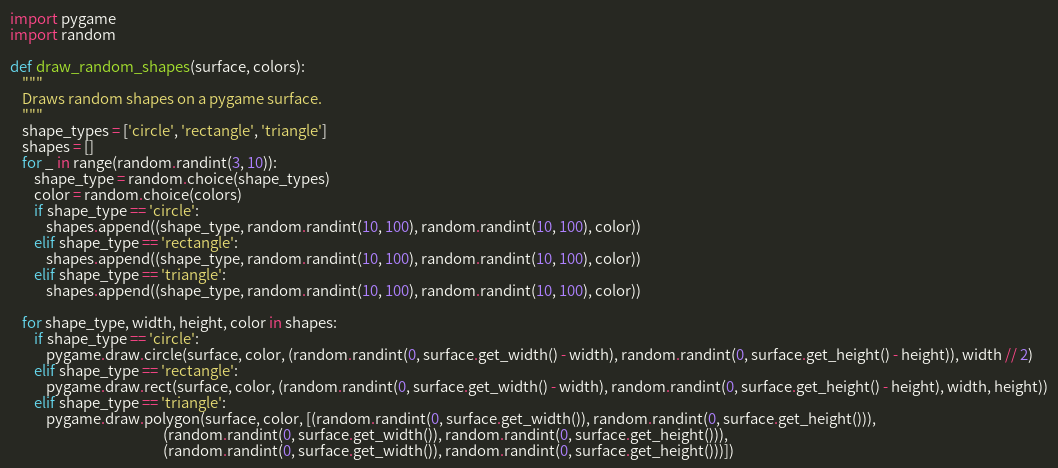 import pygame
import random

def draw_random_shapes(surface, colors):
    """
    Draws random shapes on a pygame surface.
    """
    shape_types = ['circle', 'rectangle', 'triangle']
    shapes = []
    for _ in range(random.randint(3, 10)):
        shape_type = random.choice(shape_types)
        color = random.choice(colors)
        if shape_type == 'circle':
            shapes.append((shape_type, random.randint(10, 100), random.randint(10, 100), color))
        elif shape_type == 'rectangle':
            shapes.append((shape_type, random.randint(10, 100), random.randint(10, 100), color))
        elif shape_type == 'triangle':
            shapes.append((shape_type, random.randint(10, 100), random.randint(10, 100), color))

    for shape_type, width, height, color in shapes:
        if shape_type == 'circle':
            pygame.draw.circle(surface, color, (random.randint(0, surface.get_width() - width), random.randint(0, surface.get_height() - height)), width // 2)
        elif shape_type == 'rectangle':
            pygame.draw.rect(surface, color, (random.randint(0, surface.get_width() - width), random.randint(0, surface.get_height() - height), width, height))
        elif shape_type == 'triangle':
            pygame.draw.polygon(surface, color, [(random.randint(0, surface.get_width()), random.randint(0, surface.get_height())),
                                                 (random.randint(0, surface.get_width()), random.randint(0, surface.get_height())),
                                                 (random.randint(0, surface.get_width()), random.randint(0, surface.get_height()))])